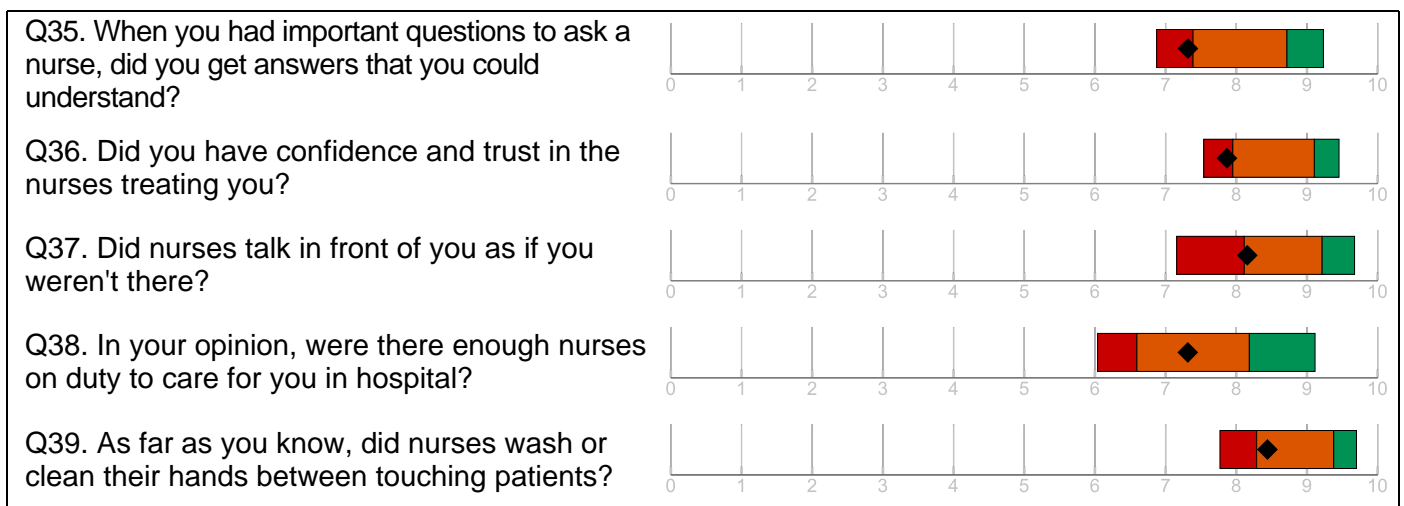 Q35. When you had important questions to ask a
nurse, did you get answers that you could
understand?
0 1 2 3 4 5 6 7 8 9 10
Q36. Did you have confidence and trust in the
nurses treating you?
0 1 2 3 4 5 6 7 8 9 10
Q37. Did nurses talk in front of you as if you
weren't there?
0 1 2 3 4 5 6 7 8 9 10
Q38. In your opinion, were there enough nurses
on duty to care for you in hospital?
0 1 2 3 4 5 6 7 8 9 10
Q39. As far as you know, did nurses wash or
clean their hands between touching patients?
0 1 2 3 4 5 6 7 8 9 10